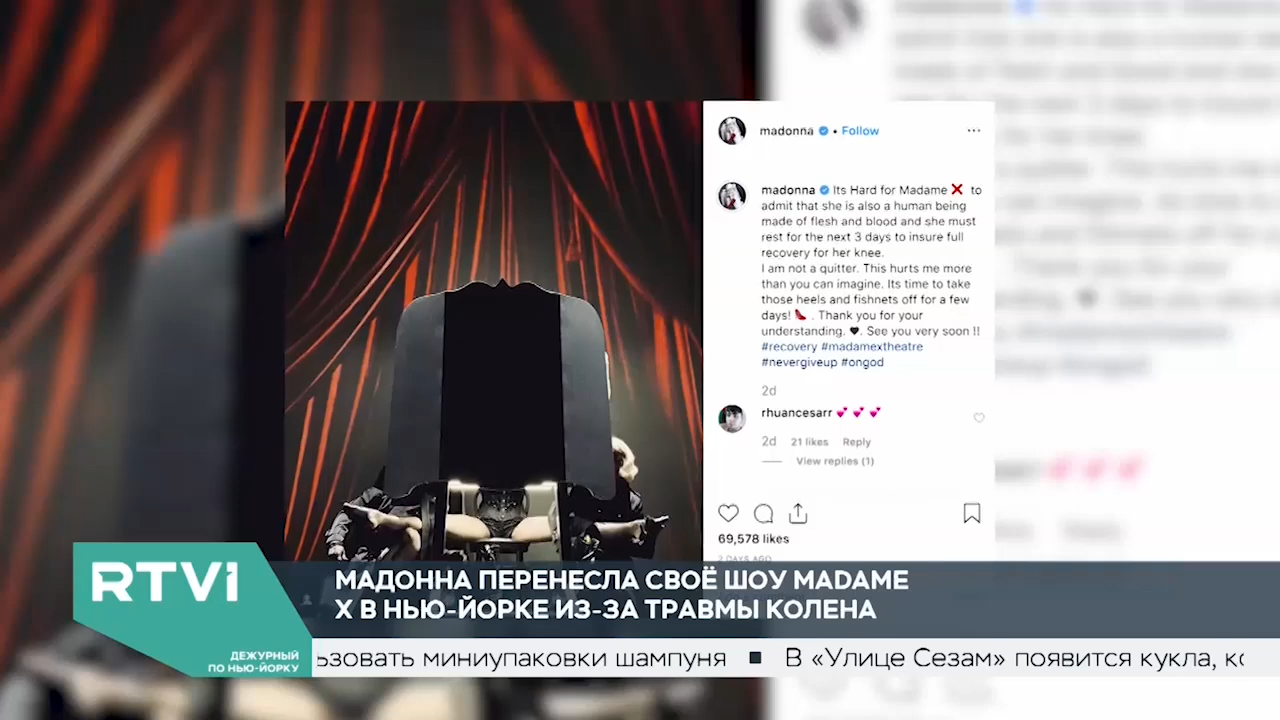 madonna • Follow
madonna Its Hard for Madame ❌ to
admit that she is also a human being
made of flesh and blood and she must
rest for the next 3 days to insure full
recovery for her knee.
I am not a quitter. This hurts me more
than you can imagine. Its time to take
those heels and fishnets off for a few
days! 👠 . Thank you for your
understanding. 🖤. See you very soon !!
#recovery #madamextheatre
#nevergiveup #ongod
2d
rhuancesarr 💕 💕 💕
2d 21 likes Reply
View replies (1)
69,578 likes
2 DAYS AGO
RTVI
ДЕЖУРНЫЙ
ПО НЬЮ-ЙОРКУ
МАДОННА ПЕРЕНЕСЛА СВОЁ ШОУ MADAME
X В НЬЮ-ЙОРКЕ ИЗ-ЗА ТРАВМЫ КОЛЕНА
ьзовать миниупаковки шампуня ■ В «Улице Сезам» появится кукла, ко